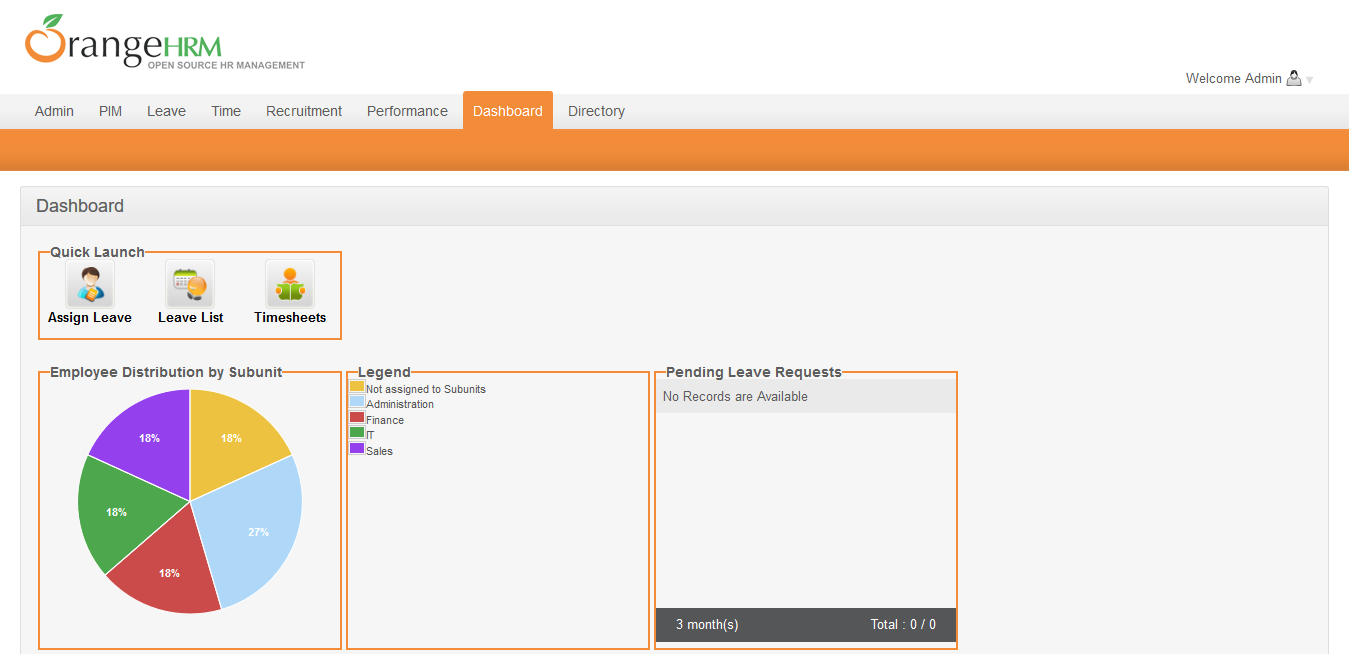 OrangeHRM
OPEN SOURCE HR MANAGEMENT
Welcome Admin
Admin PIM Leave Time Recruitment Performance Dashboard Directory
Dashboard
Quick Launch
Assign Leave Leave List Timesheets
Employee Distribution by Subunit
18% 18%
18% 27%
18%
Legend
Not assigned to Subunits
Administration
Finance
IT
Sales
Pending Leave Requests
No Records are Available
3 month(s) Total : 0 / 0